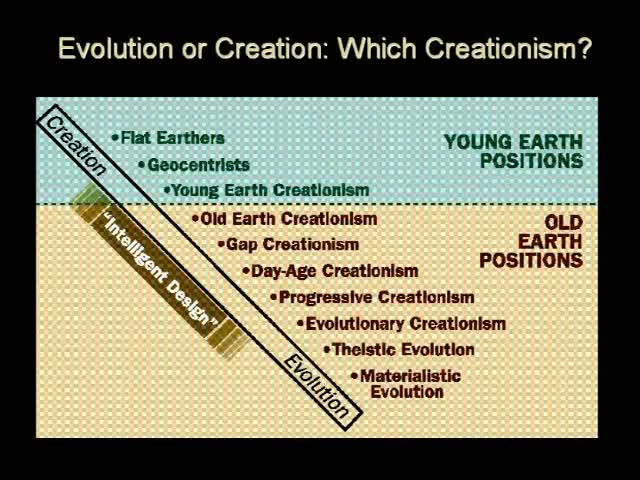 Evolution or Creation: Which Creationism?
Creation
•Flat Earthers
•Geocentrists
•Young Earth Creationism
YOUNG EARTH
POSITIONS
"Intelligent Design"
•Old Earth Creationism
•Gap Creationism
•Day-Age Creationism
•Progressive Creationism
•Evolutionary Creationism
•Theistic Evolution
•Materialistic
Evolution
OLD
EARTH
POSITIONS
Evolution